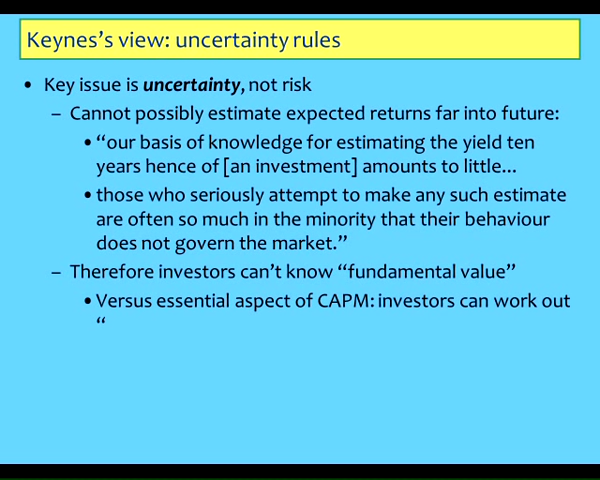 Keynes’s view: uncertainty rules
• Key issue is uncertainty, not risk
– Cannot possibly estimate expected returns far into future:
• “our basis of knowledge for estimating the yield ten
years hence of [an investment] amounts to little...
• those who seriously attempt to make any such estimate
are often so much in the minority that their behaviour
does not govern the market.”
– Therefore investors can’t know “fundamental value”
• Versus essential aspect of CAPM: investors can work out
“